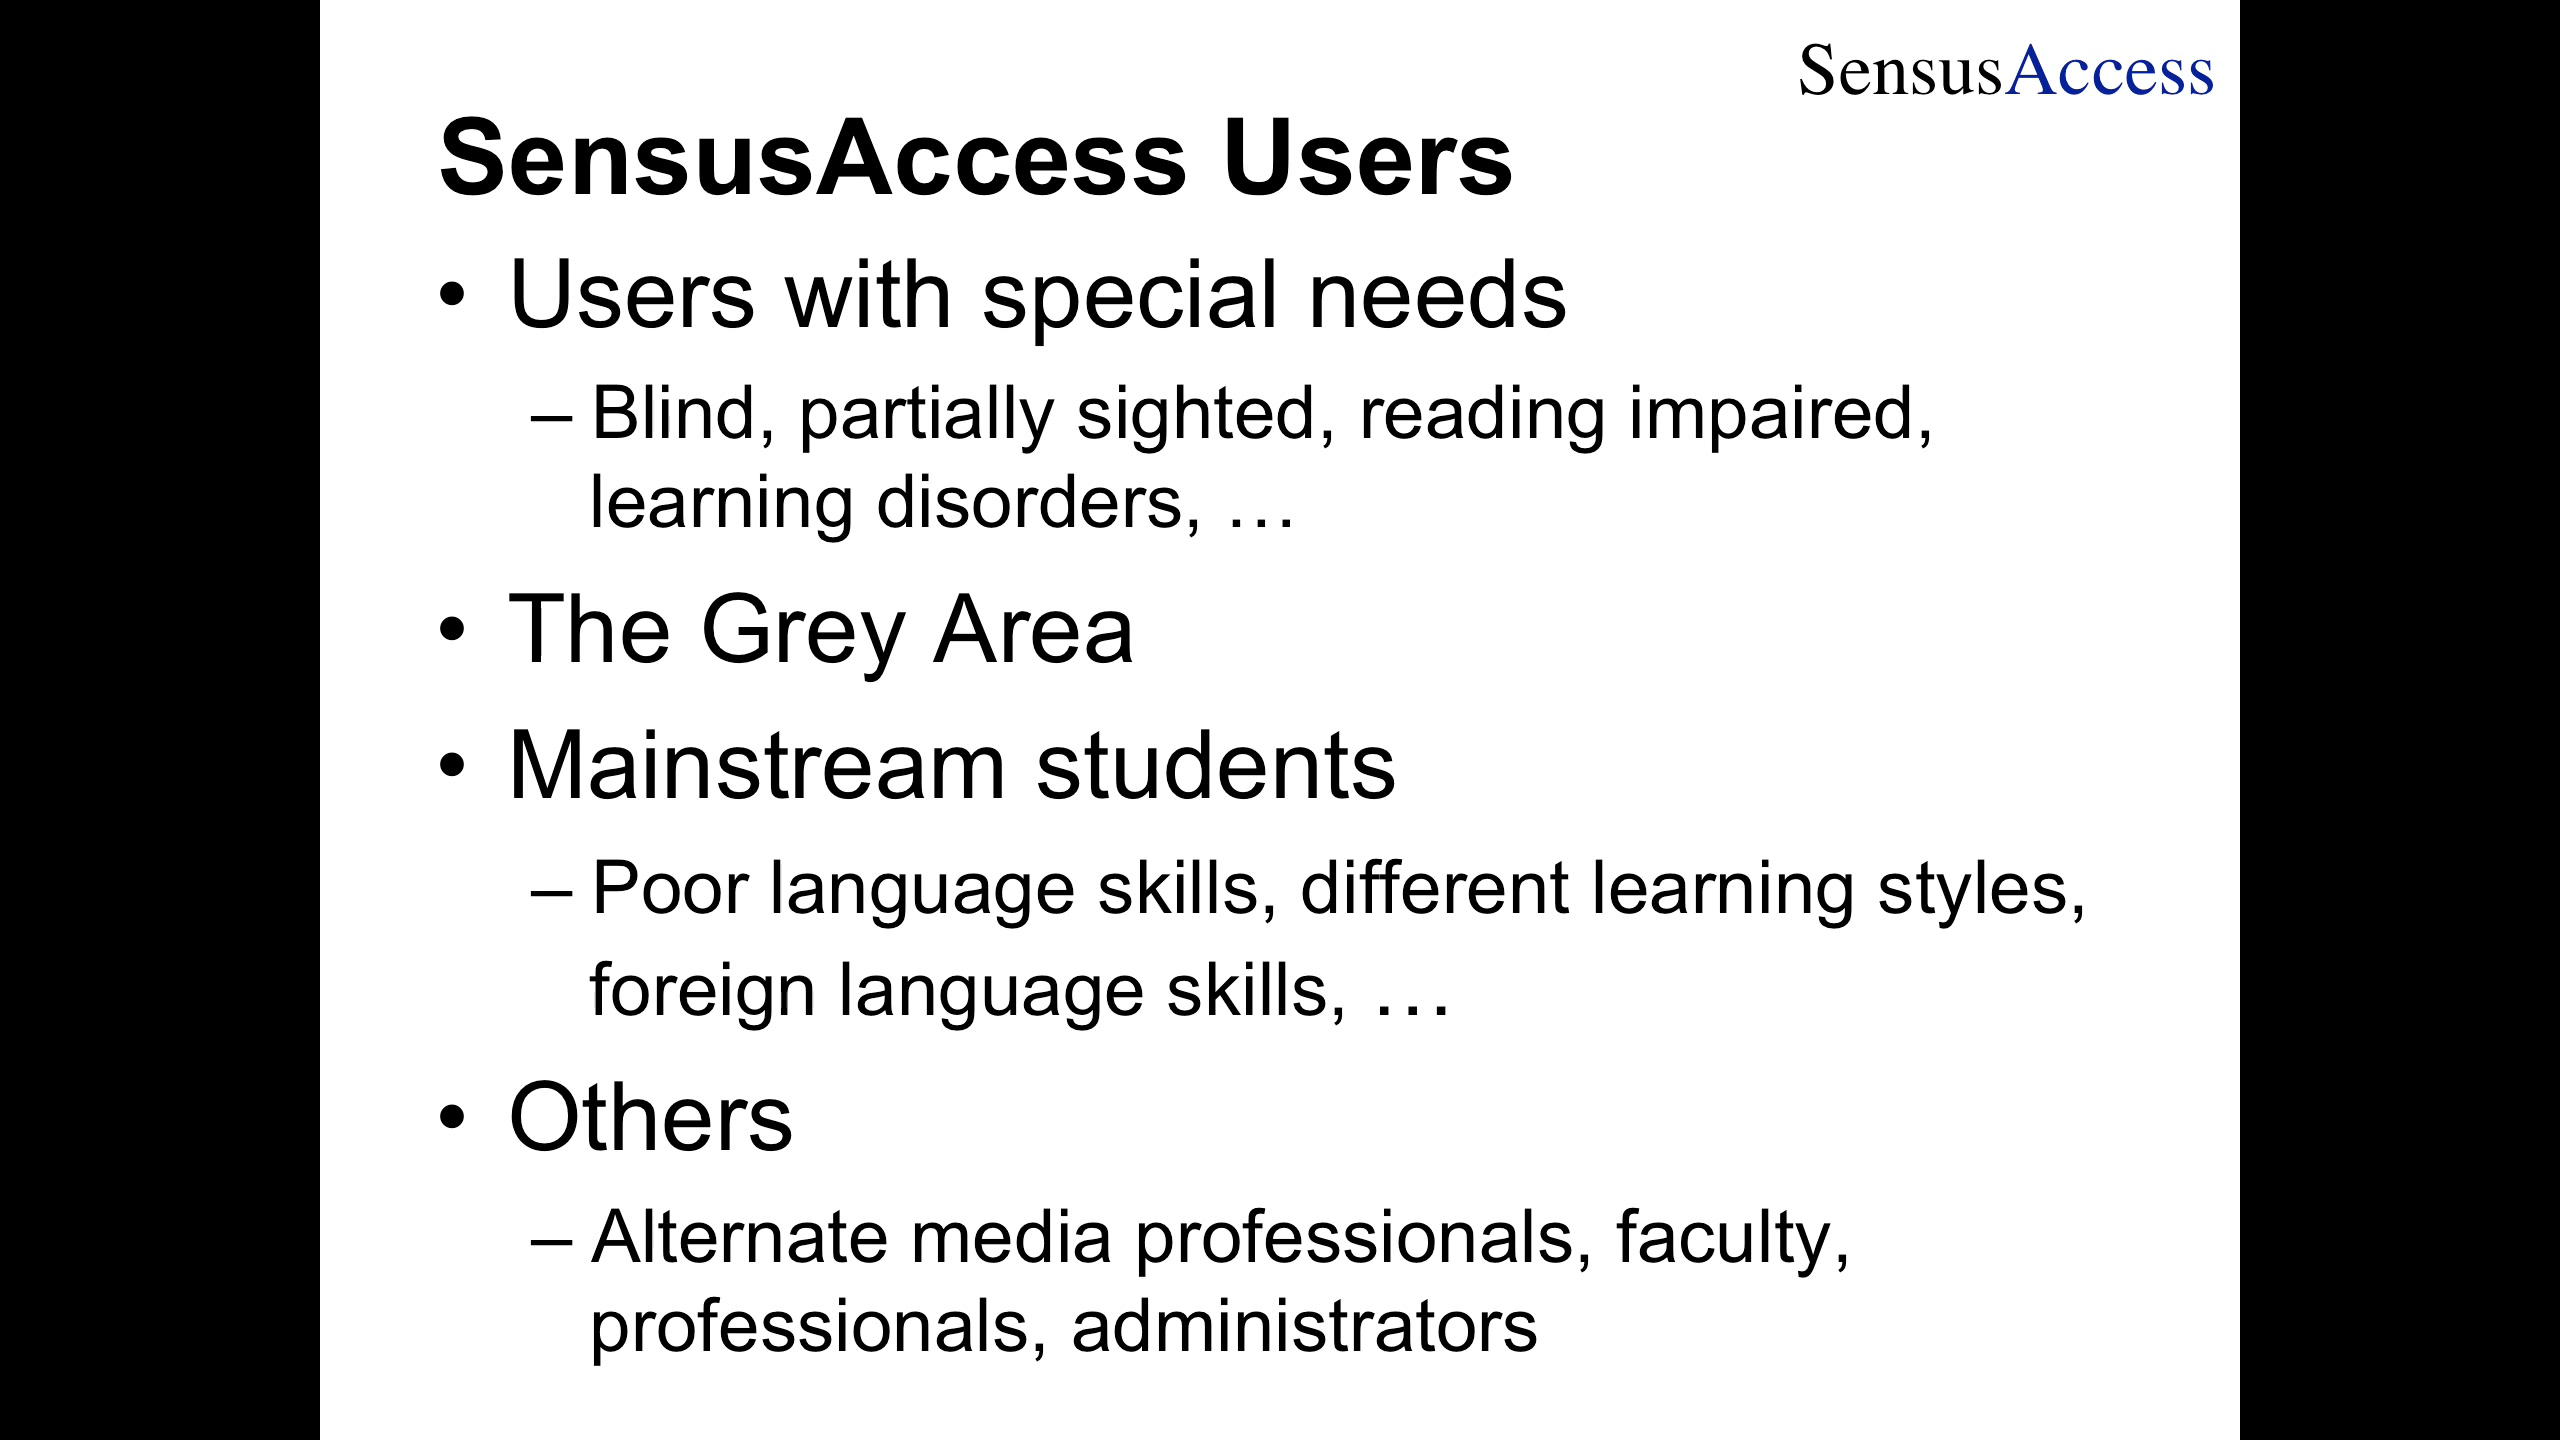 SensusAccess
SensusAccess Users
• Users with special needs
– Blind, partially sighted, reading impaired,
learning disorders, …
• The Grey Area
• Mainstream students
– Poor language skills, different learning styles,
foreign language skills, …
• Others
– Alternate media professionals, faculty,
professionals, administrators